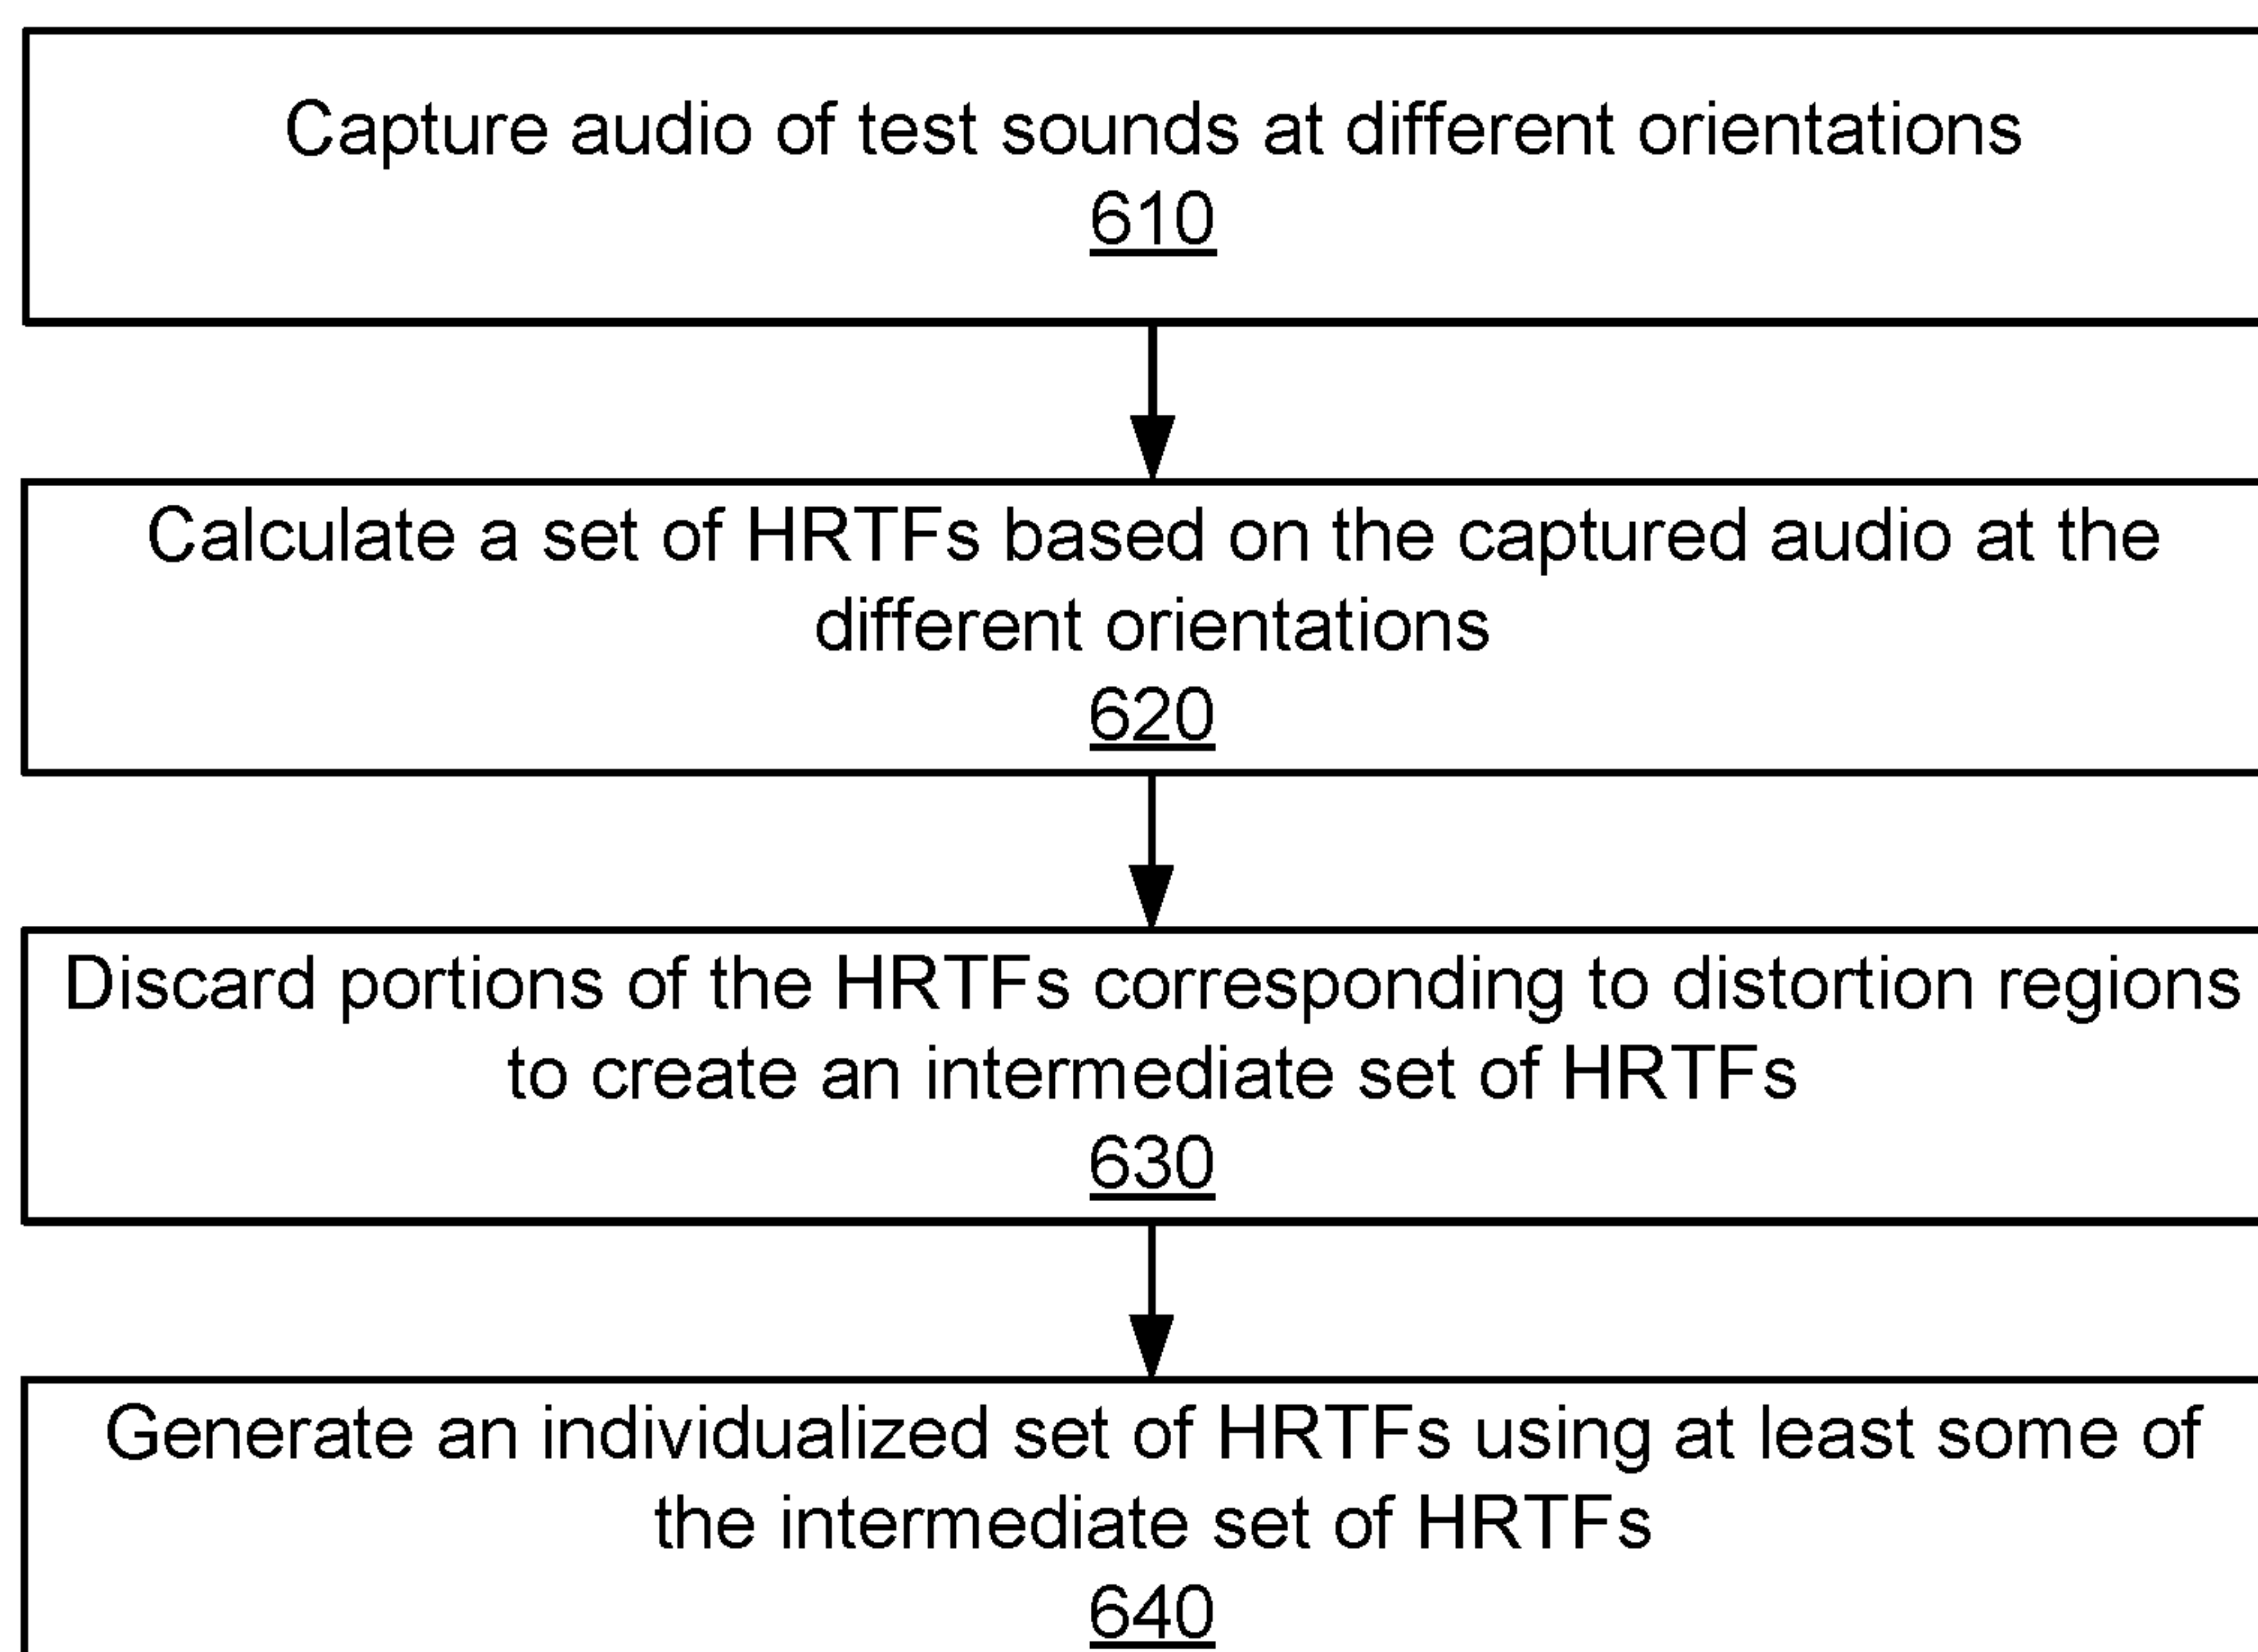 Capture audio of test sounds at different orientations
610
Calculate a set of HRTFs based on the captured audio at the
different orientations
620
Discard portions of the HRTFs corresponding to distortion regions
to create an intermediate set of HRTFs
630
Generate an individualized set of HRTFs using at least some of
the intermediate set of HRTFs
640